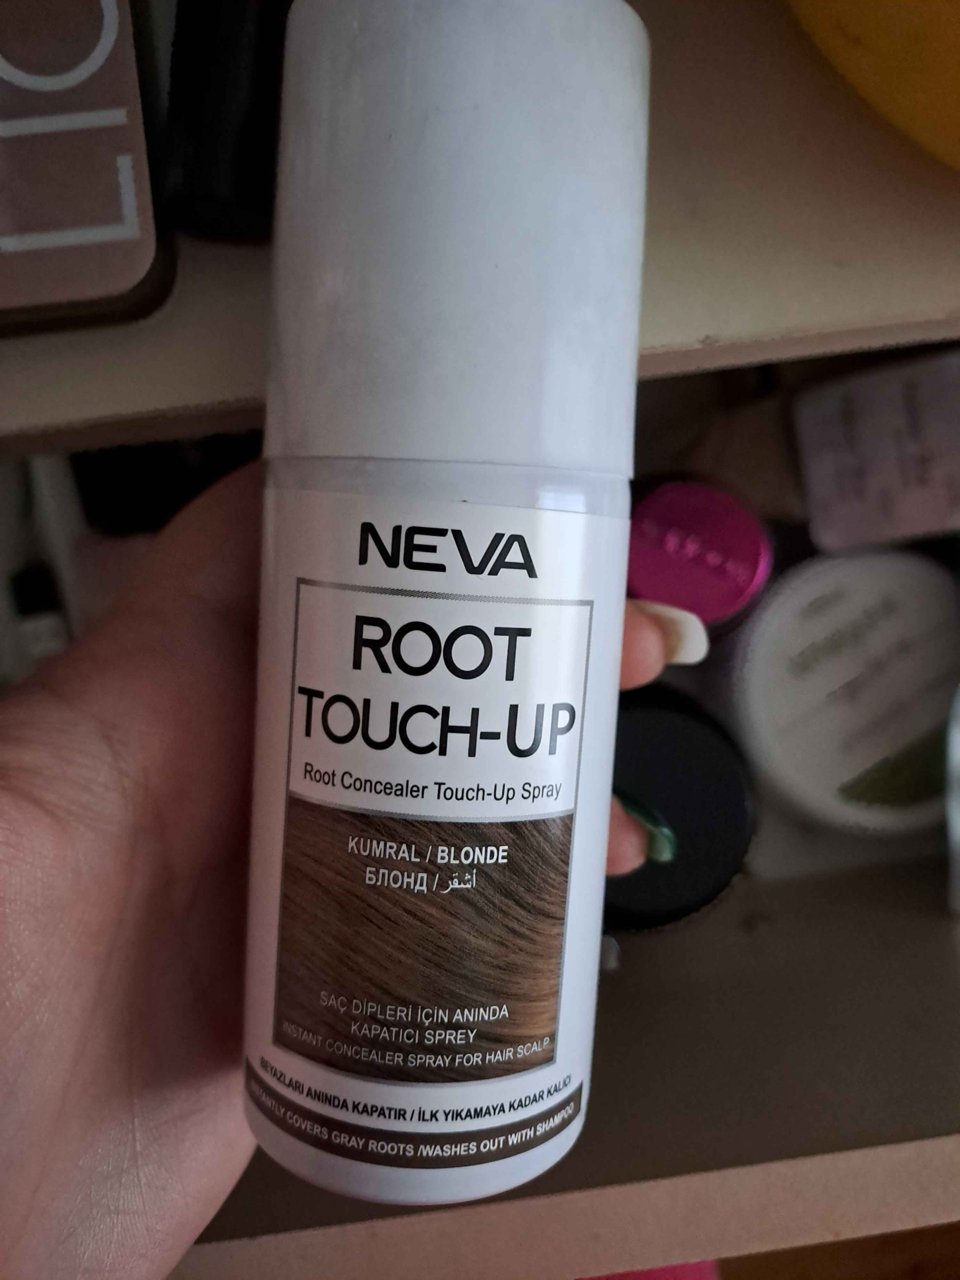 NEVA
ROOT
TOUCH-UP
Root Concealer Touch-Up Spray
KUMRAL / BLONDE
БЛОНД / أشقر
SAÇ DİPLERİ İÇİN ANINDA
KAPATICI SPREY
INSTANT CONCEALER SPRAY FOR HAIR SCALP
BEYAZLARI ANINDA KAPATIR / İLK YIKAMAYA KADAR KALICI
INSTANTLY COVERS GRAY ROOTS /WASHES OUT WITH SHAMPOO